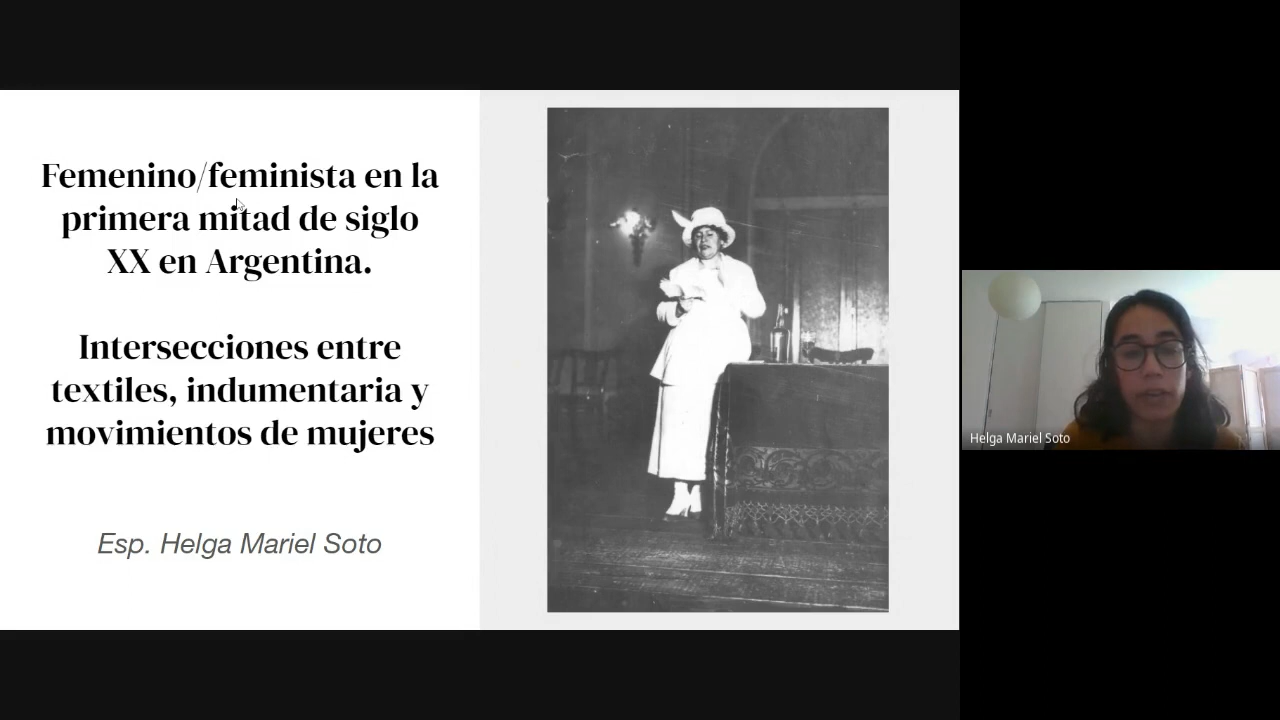 Femenino/feminista en la
primera mitad de siglo
XX en Argentina.
Intersecciones entre
textiles, indumentaria y
movimientos de mujeres
Esp. Helga Mariel Soto
Helga Mariel Soto